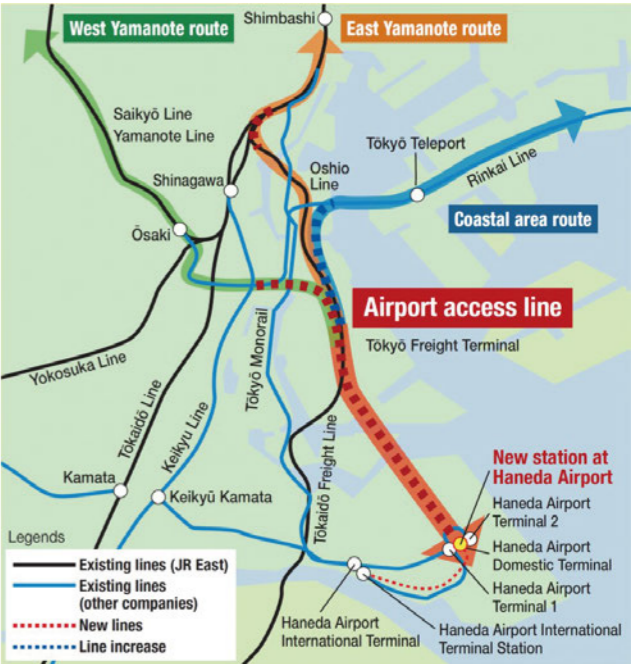 West Yamanote route
Shimbashi
East Yamanote route
Saikyō Line
Yamanote Line
Shinagawa
Ōsaki
Oshio
Line
Tōkyō Teleport
Rinkai Line
Coastal area route
Airport access line
Tōkyō Freight Terminal
Yokosuka Line
Tōkaidō Line
Keikyu Line
Tōkyō Monorail
Tōkaidō Freight Line
Kamata
Keikyū Kamata
New station at
Haneda Airport
Haneda Airport
Terminal 2
Haneda Airport
Domestic Terminal
Haneda Airport
Terminal 1
Haneda Airport
International Terminal
Haneda Airport International
Terminal Station
Legends
Existing lines (JR East)
Existing lines
(other companies)
New lines
Line increase